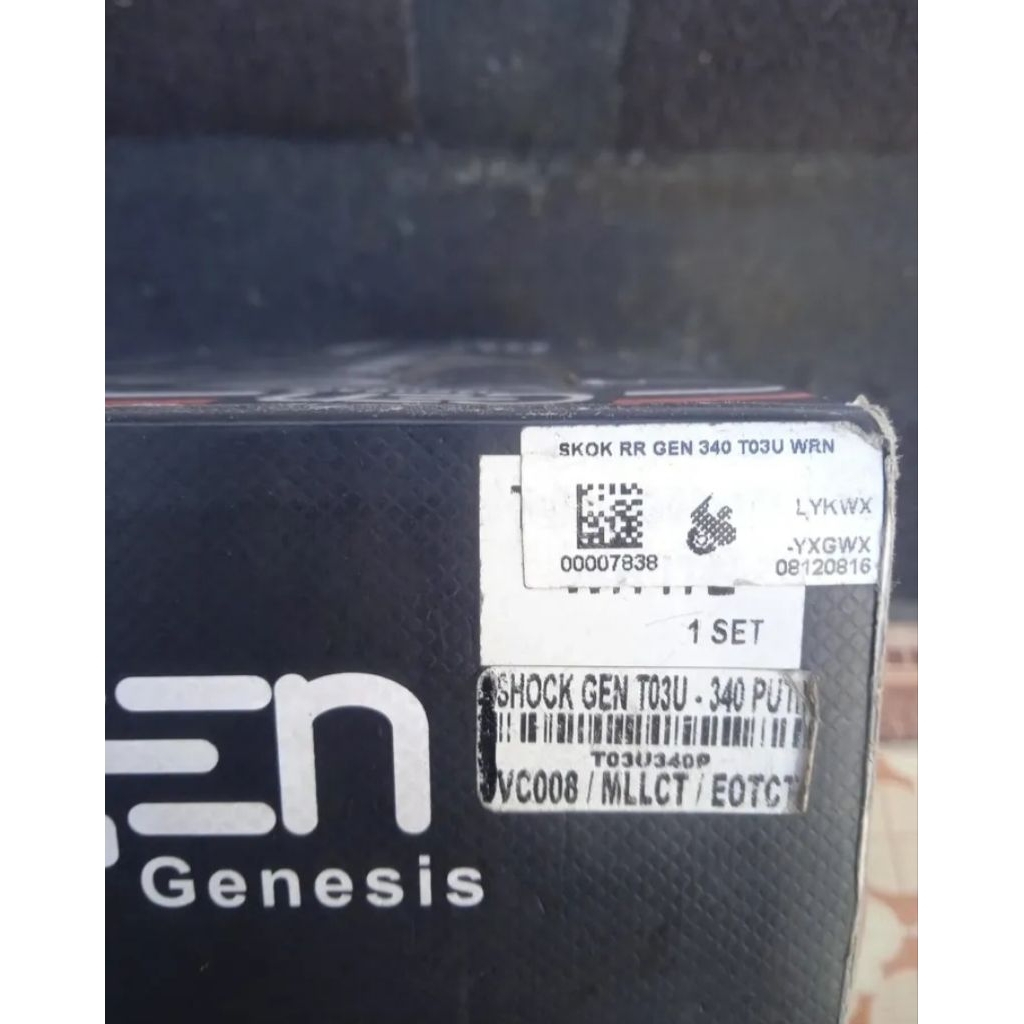 SKOK RR GEN 340 T03U WRN
LYKWX
-YXGWX
00007838
08120816
1 SET
SHOCK GEN T03U - 340
T03U340P
VC008 / MLLCT / EOTCT
Gen
Genesis